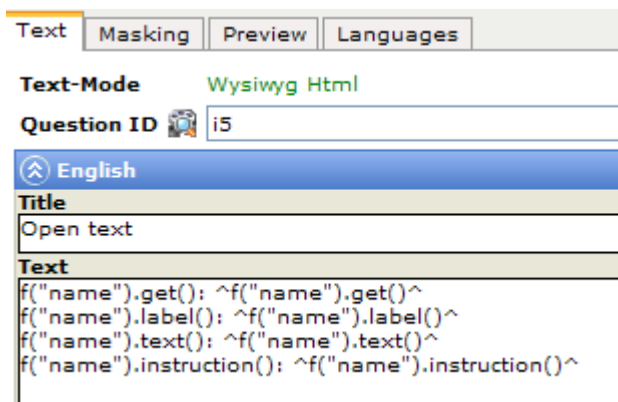 Text Masking Preview Languages
Text-Mode Wysiwyg Html
Question ID i5
English
Title
Open text
Text
f("name").get(): ^f("name").get()^
f("name").label(): ^f("name").label()^
f("name").text(): ^f("name").text()^
f("name").instruction(): ^f("name").instruction()^